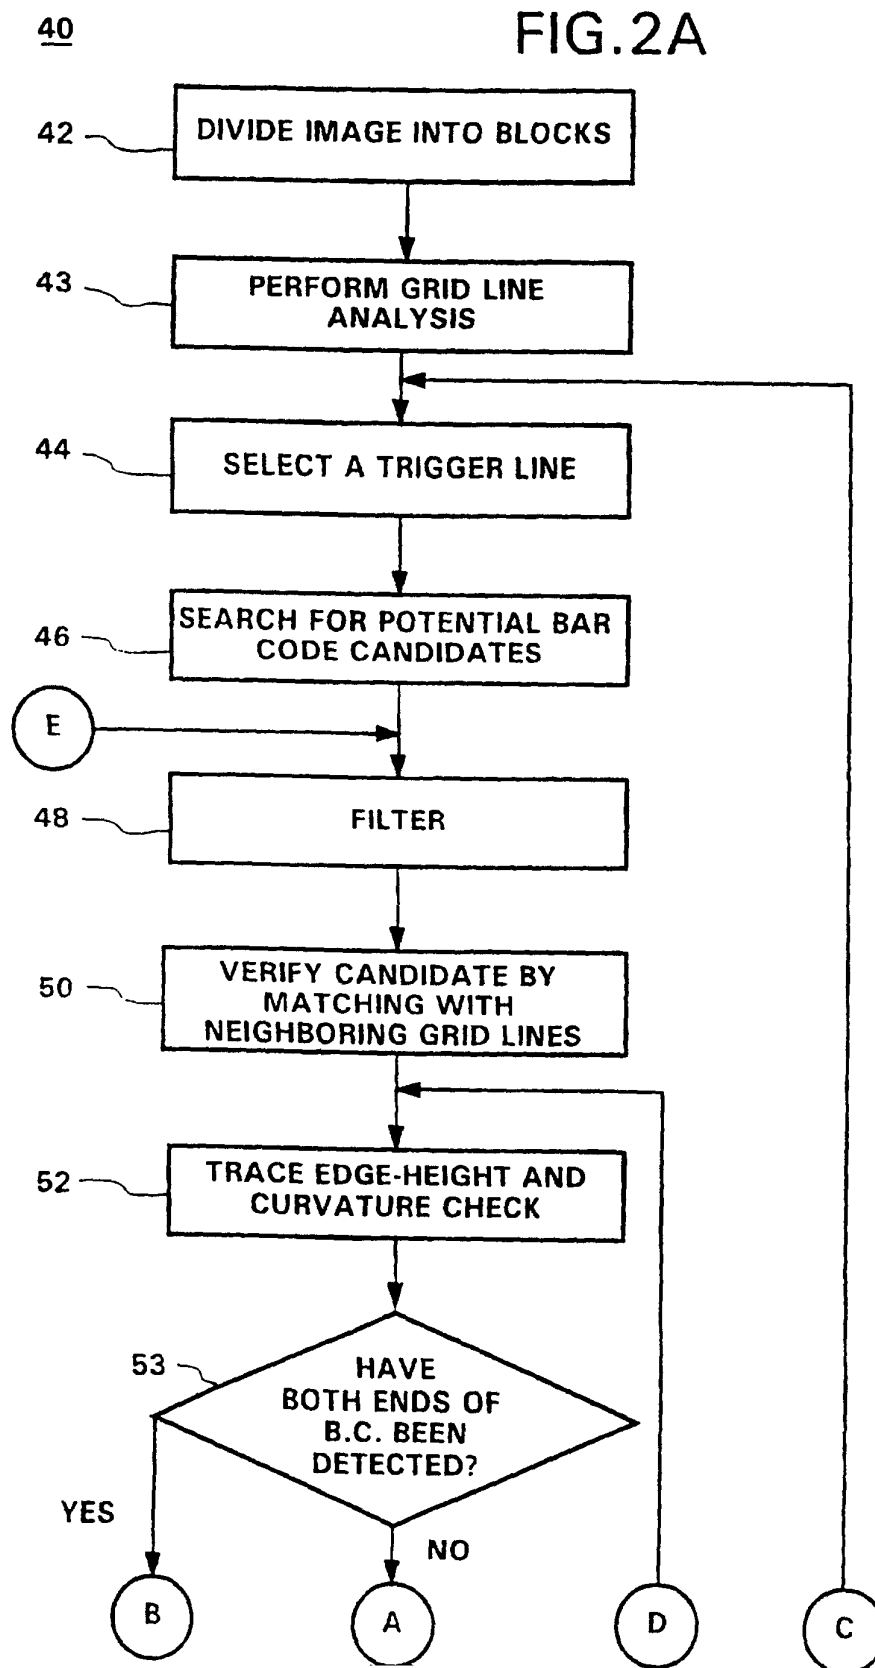 40
FIG.2A
42
DIVIDE IMAGE INTO BLOCKS
43
PERFORM GRID LINE
ANALYSIS
44
SELECT A TRIGGER LINE
46
SEARCH FOR POTENTIAL BAR
CODE CANDIDATES
E
48
FILTER
50
VERIFY CANDIDATE BY
MATCHING WITH
NEIGHBORING GRID LINES
52
TRACE EDGE-HEIGHT AND
CURVATURE CHECK
53
HAVE
BOTH ENDS OF
B.C. BEEN
DETECTED?
YES
NO
B
A
D
C